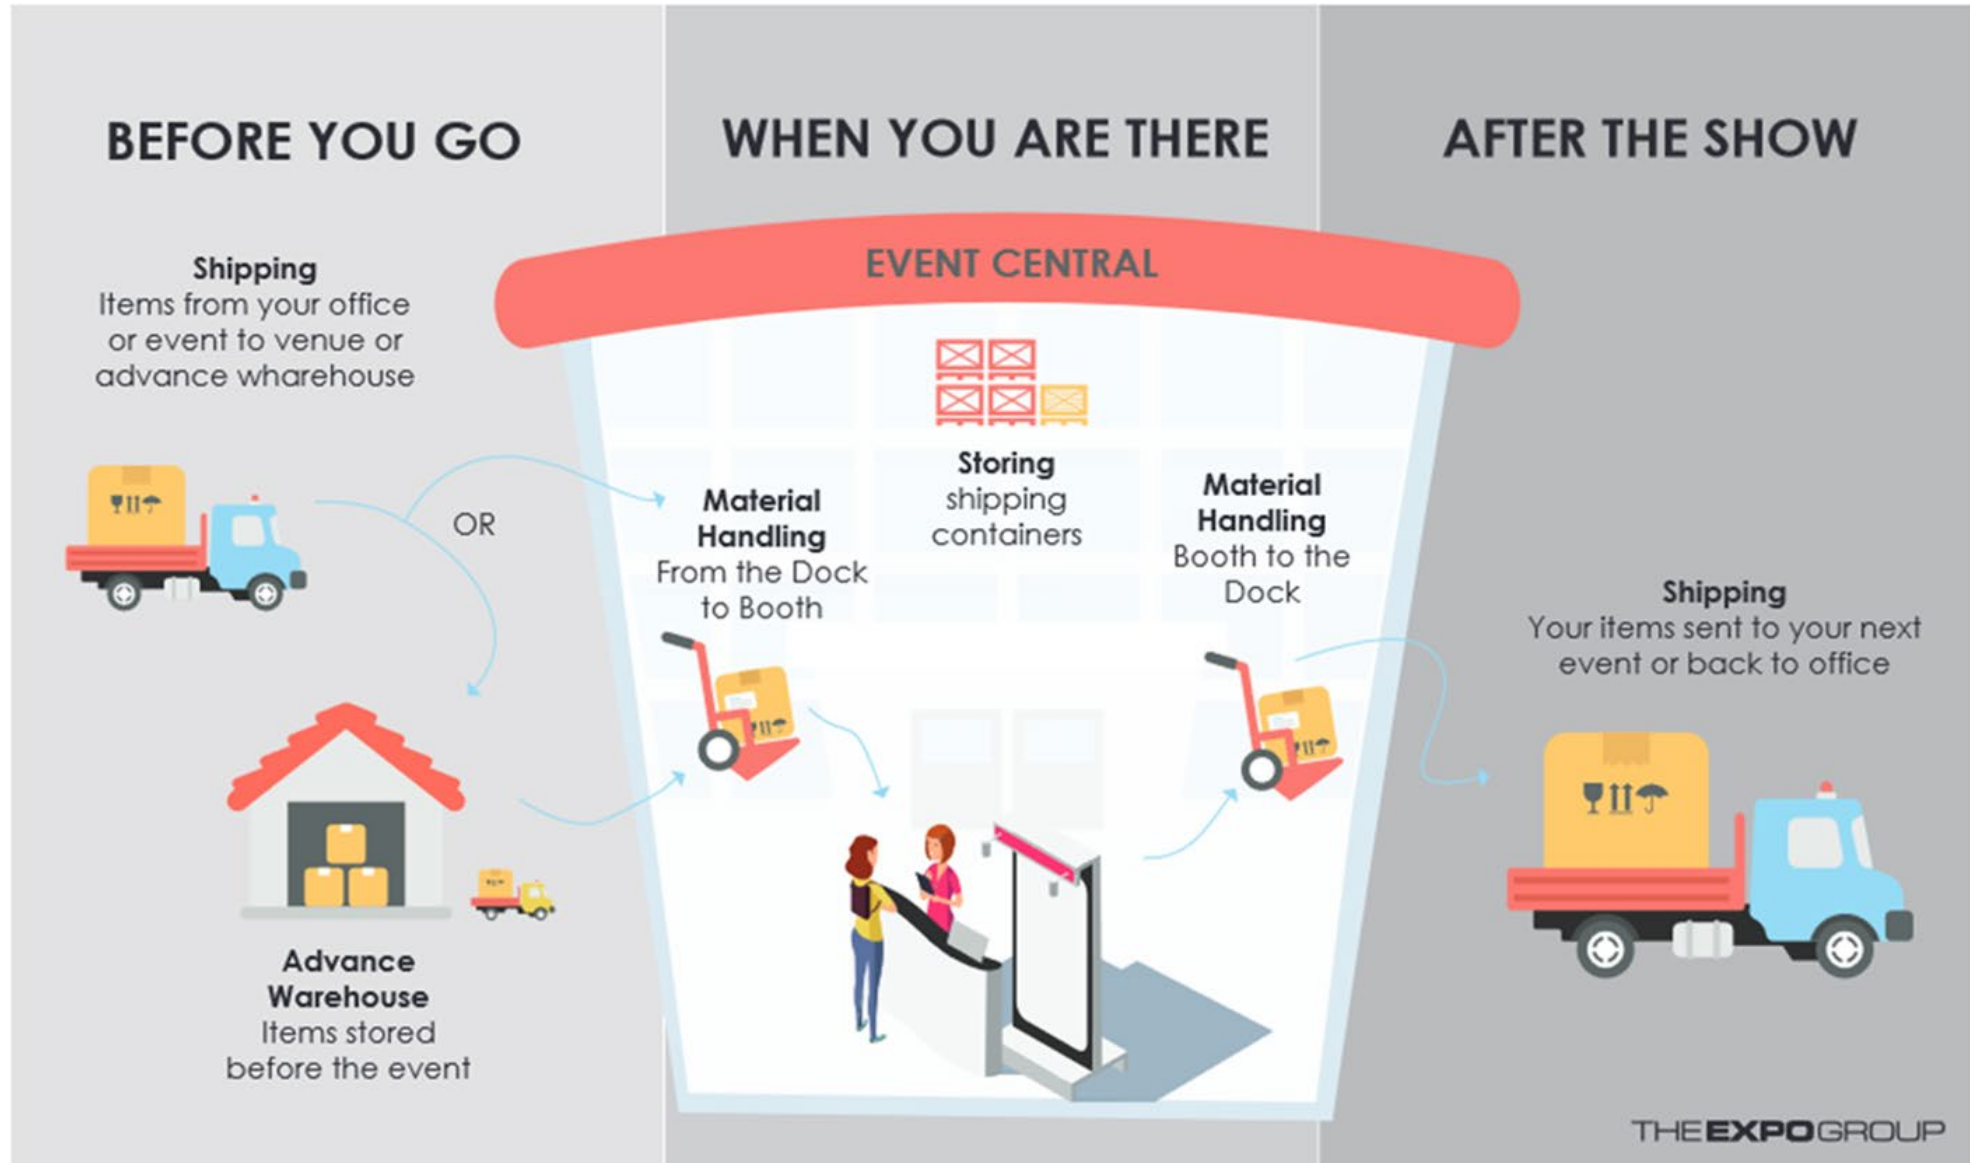 BEFORE YOU GO
Shipping
Items from your office
or event to venue or
advance wharehouse
OR
Advance
Warehouse
Items stored
before the event
WHEN YOU ARE THERE
EVENT CENTRAL
Material
Handling
From the Dock
to Booth
Storing
shipping
containers
Material
Handling
Booth to the
Dock
AFTER THE SHOW
Shipping
Your items sent to your next
event or back to office
THEEXPOGROUP